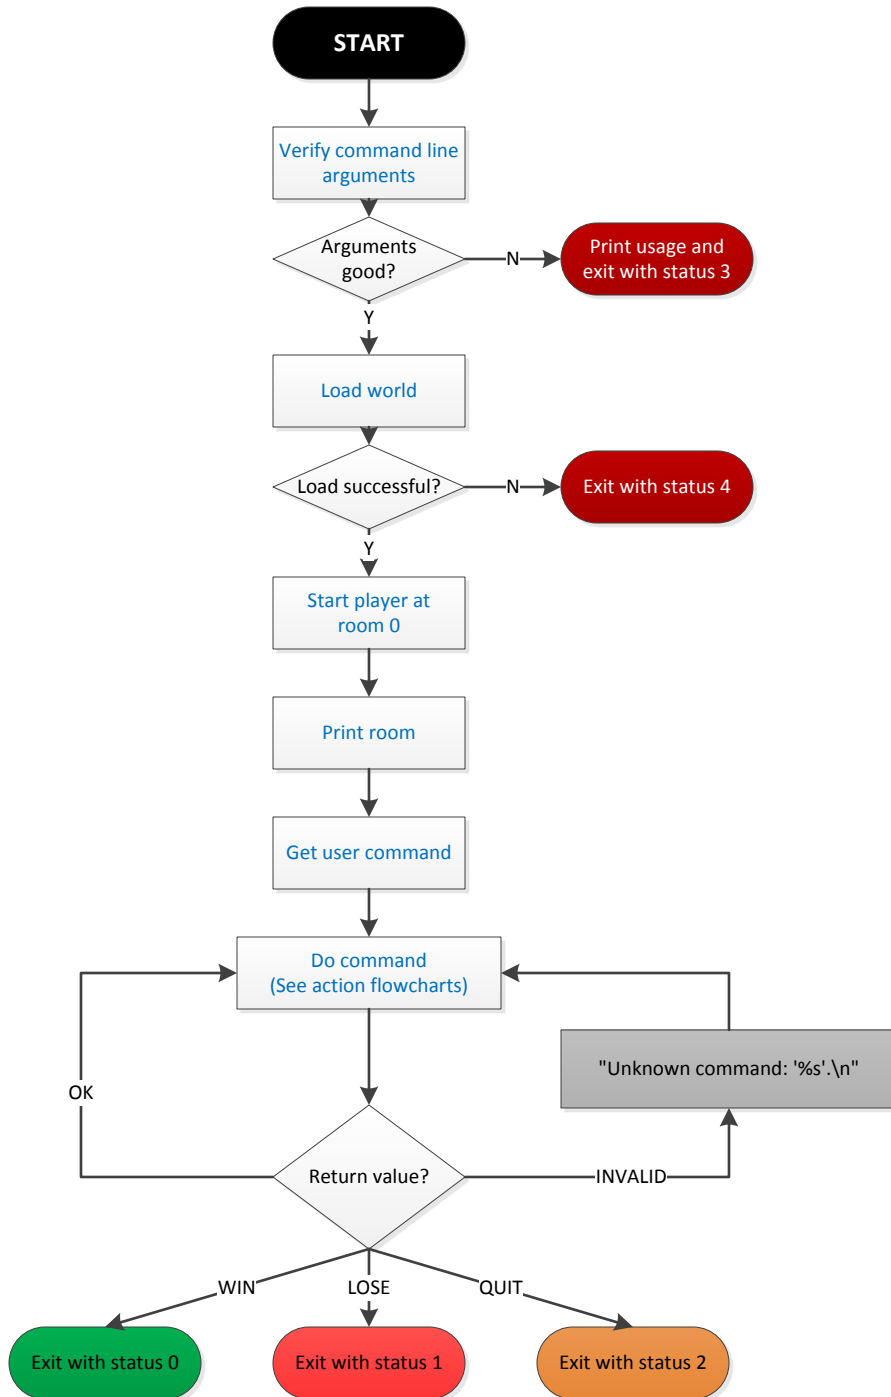 START
Verify command line
arguments
Arguments
good?
N
Print usage and
exit with status 3
Y
Load world
Load successful?
N
Exit with status 4
Y
Start player at
room 0
Print room
Get user command
Do command
(See action flowcharts)
"Unknown command: '%s'.\n"
OK
Return value?
INVALID
WIN
LOSE
QUIT
Exit with status 0
Exit with status 1
Exit with status 2